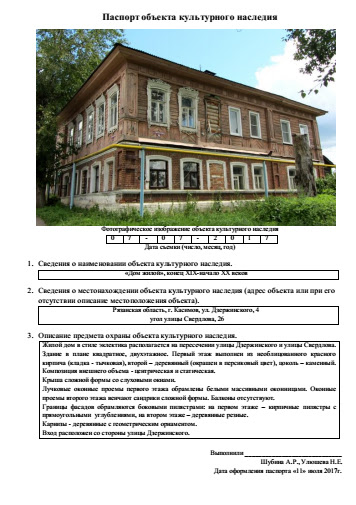 Паспорт объекта культурного наследия
Фотографическое изображение объекта культурного наследия
0 7 - 0 7 - 2 0 1 7
Дата съемки (число, месяц, год)
1. Сведения о наименовании объекта культурного наследия.
«Дом жилой», конец XIX-начало XX веков
2. Сведения о местонахождении объекта культурного наследия (адрес объекта или при его
отсутствии описание местоположения объекта).
Рязанская область, г. Касимов, ул. Дзержинского, 4
угол улицы Свердлова, 26
3. Описание предмета охраны объекта культурного наследия.
Жилой дом в стиле эклектика располагается на пересечении улицы Дзержинского и улицы Свердлова.
Здание в плане квадратное, двухэтажное. Первый этаж выполнен из необлицованного красного
кирпича (кладка - тычковая), второй – деревянный (окрашен в персиковый цвет), цоколь – каменный.
Композиция внешнего объема - центрическая и статическая.
Крыша сложной формы со слуховыми окнами.
Лучковые оконные проемы первого этажа обрамлены белыми массивными оконницами. Оконные
проемы второго этажа венчают сандрики сложной формы. Балконы отсутствуют.
Границы фасадов обрамляются боковыми пилястрами: на первом этаже – кирпичные пилястры с
прямоугольными углублениями, на втором этаже – деревянные резные.
Карнизы - деревянные с геометрическим орнаментом.
Вход расположен со стороны улицы Дзержинского.
Выполнили
Шубина А.Р., Улюшева Н.Е.
Дата оформления паспорта «11» июля 2017г.